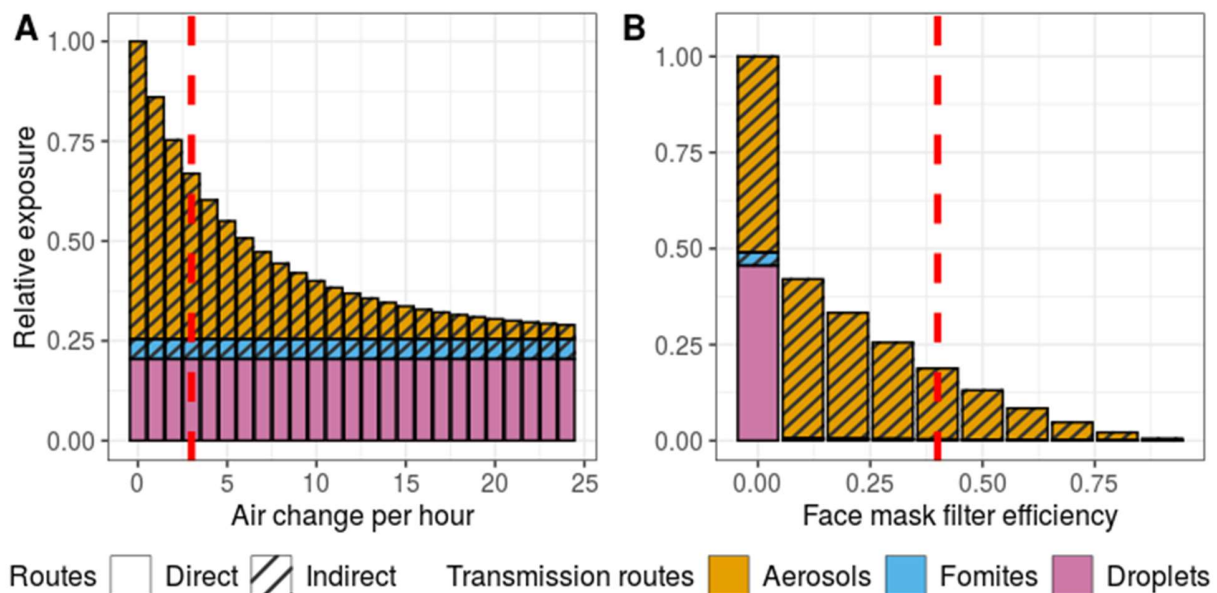 A
B
Relative exposure
1.00
0.75
0.50
0.25
0.00
0 5 10 15 20 25
Air change per hour
1.00
0.75
0.50
0.25
0.00
0.00 0.25 0.50 0.75
Face mask filter efficiency
Routes Direct Indirect Transmission routes Aerosols Fomites Droplets